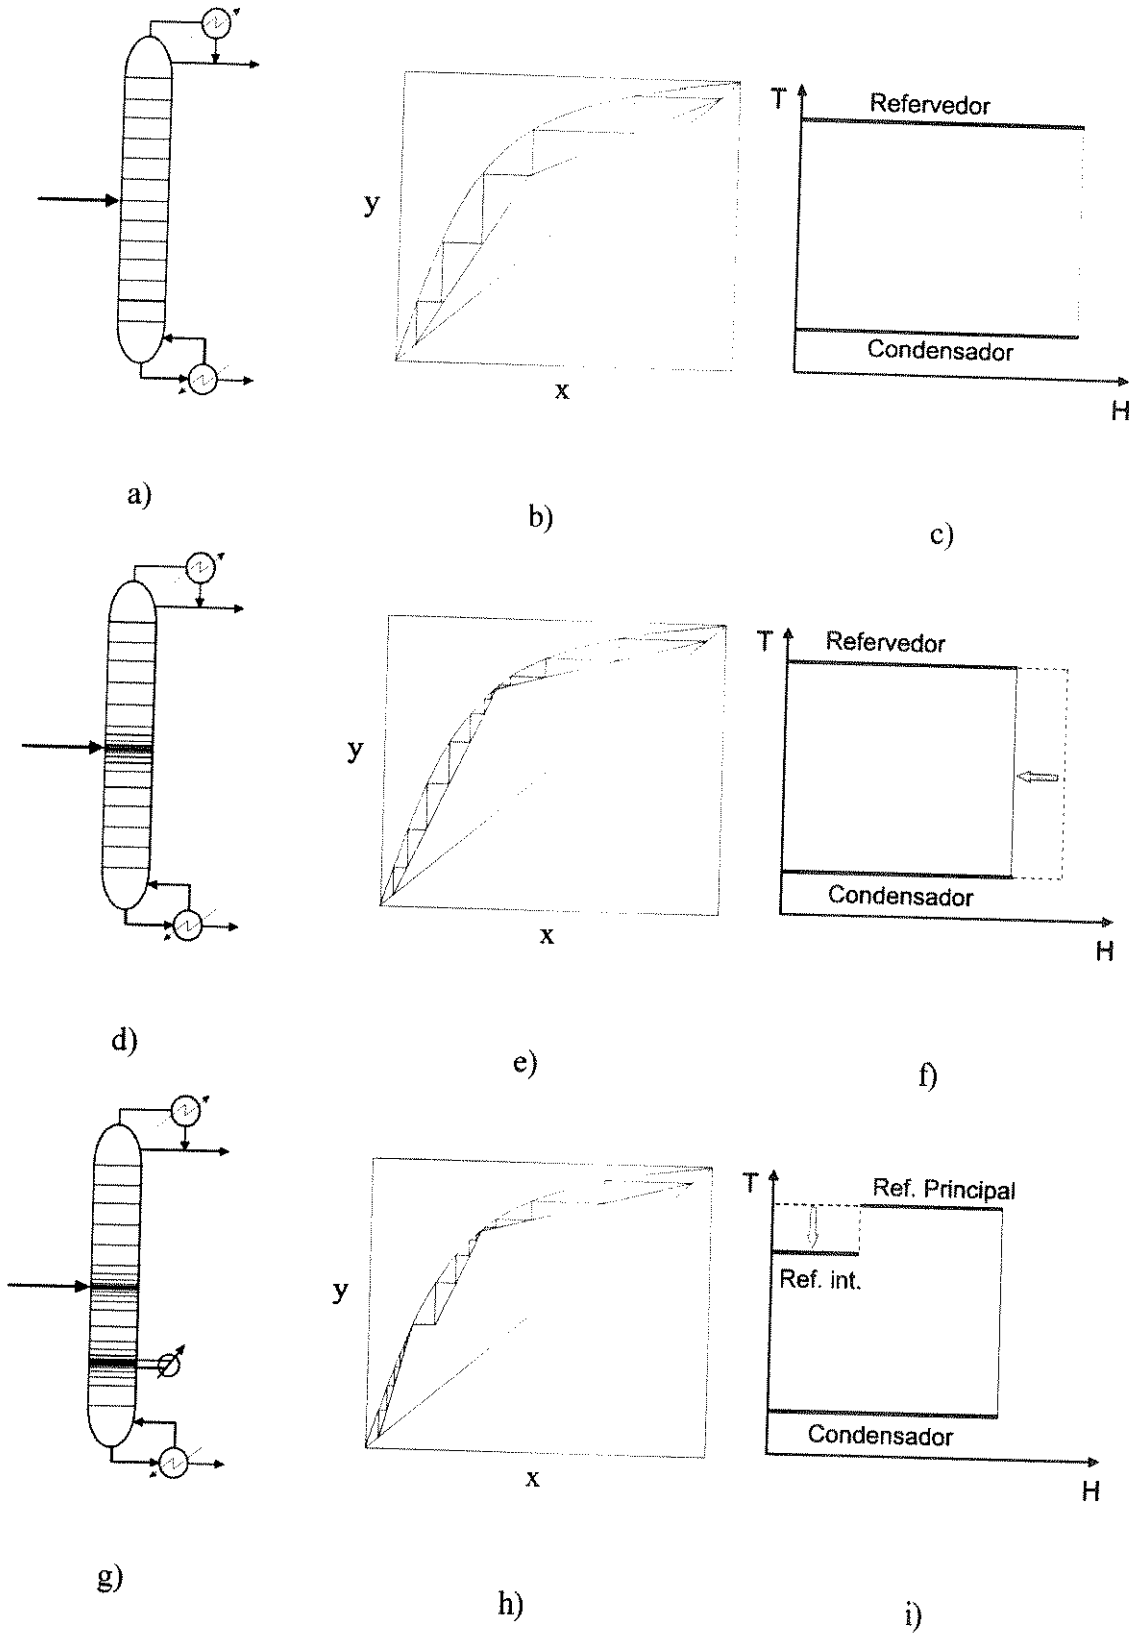 T
Refervedor
y
Condensador
x
H
a)
b)
c)
T
Refervedor
y
Condensador
x
H
d)
e)
f)
T
Ref. Principal
Ref. int.
y
Condensador
x
H
g)
h)
i)